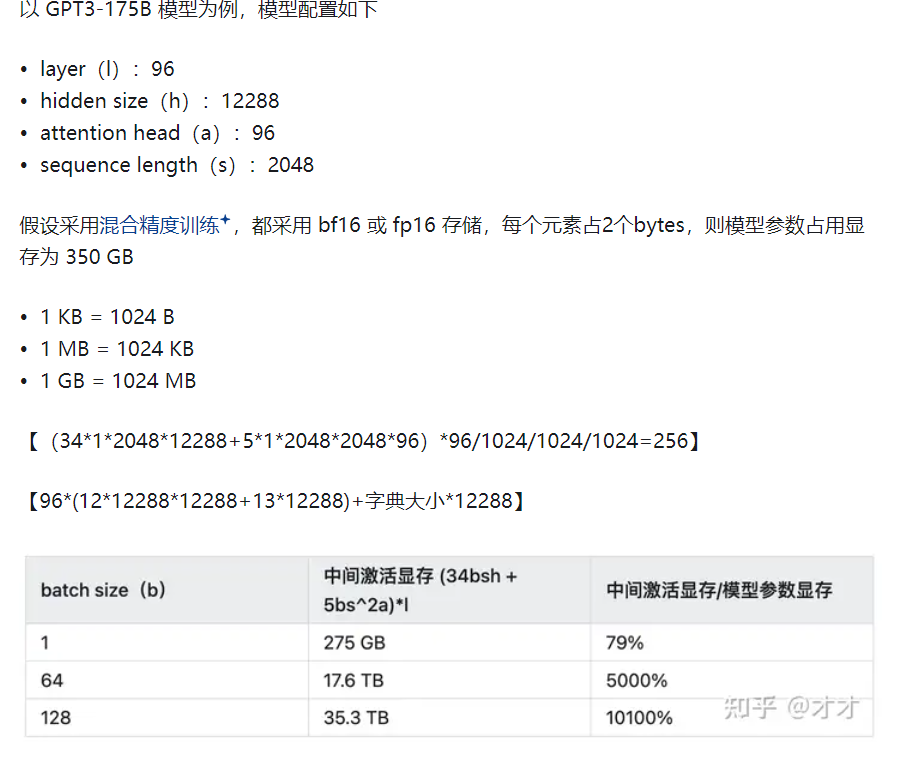 以 GPT3-175B 模型为例，模型配置如下
• layer（l）：96
• hidden size（h）：12288
• attention head（a）：96
• sequence length（s）：2048
假设采用混合精度训练，都采用 bf16 或 fp16 存储，每个元素占2个bytes，则模型参数占用显
存为 350 GB
• 1 KB = 1024 B
• 1 MB = 1024 KB
• 1 GB = 1024 MB
【（34*1*2048*12288+5*1*2048*2048*96）*96/1024/1024/1024=256】
【96*(12*12288*12288+13*12288)+字典大小*12288】
batch size（b）
中间激活显存 (34bsh +
5bs^2a)*l
中间激活显存/模型参数显存
1
275 GB
79%
64
17.6 TB
5000%
128
35.3 TB
10100%
知乎 @才才